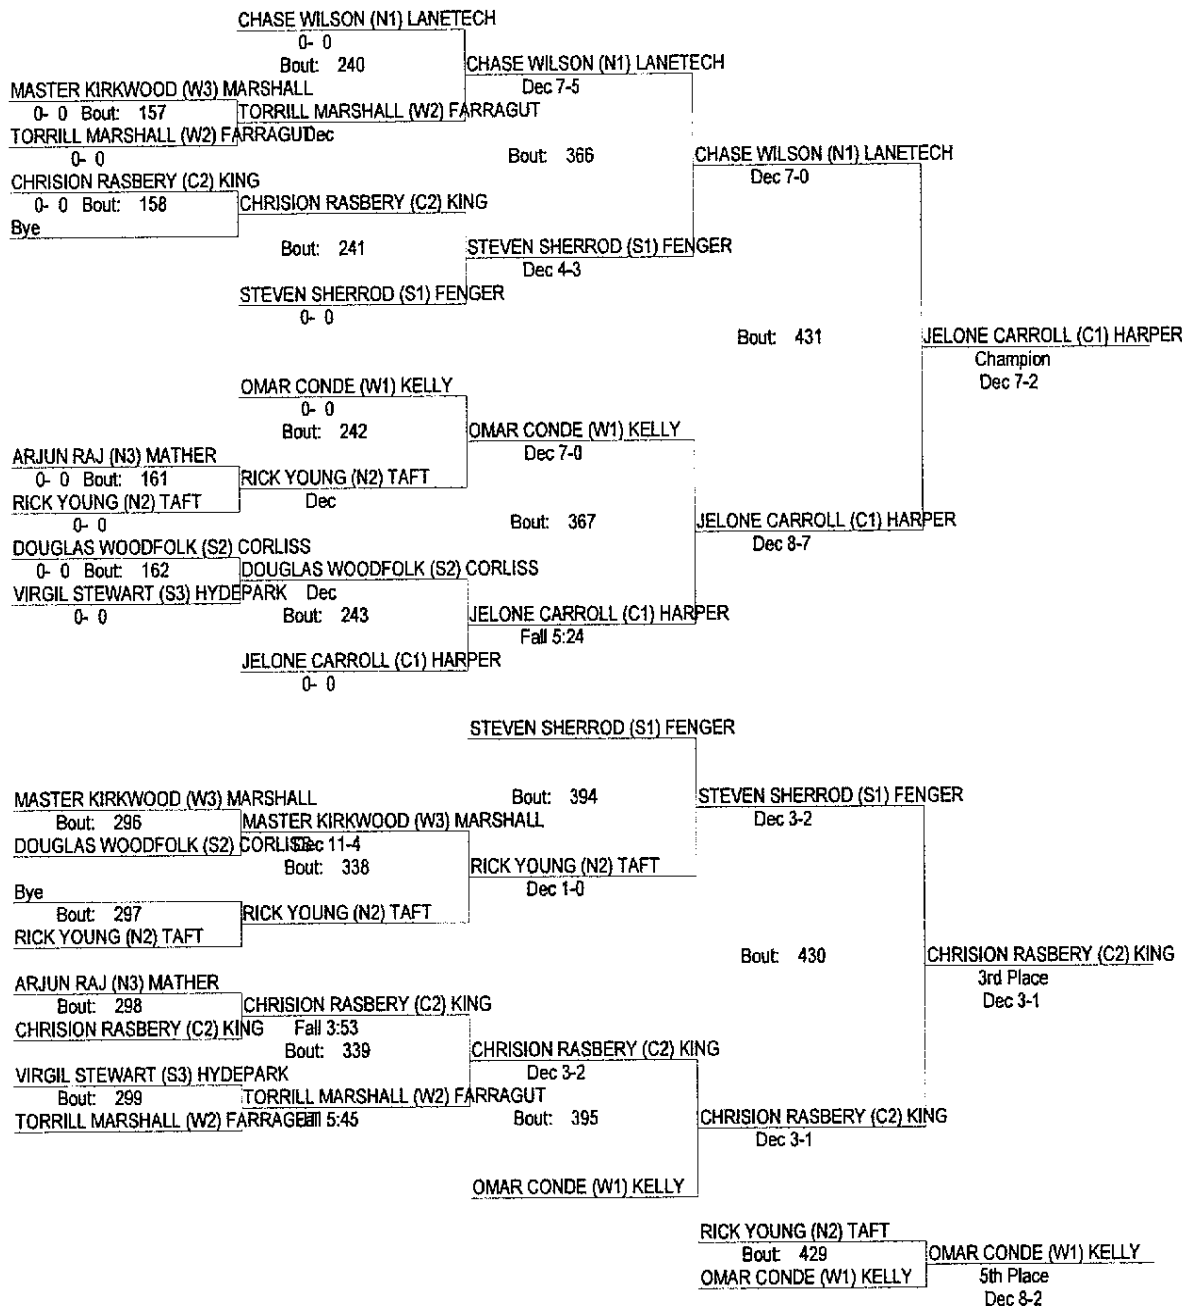 CHASE WILSON (N1) LANETECH
0- 0
Bout: 240
CHASE WILSON (N1) LANETECH
Dec 7-5
MASTER KIRKWOOD (W3) MARSHALL
0- 0 Bout: 157
TORRILL MARSHALL (W2) FARRAGUT
TORRILL MARSHALL (W2) FARRAGUT
Dec
0- 0
Bout: 366
CHASE WILSON (N1) LANETECH
Dec 7-0
CHRISION RASBERY (C2) KING
0- 0 Bout: 158
CHRISION RASBERY (C2) KING
Bye
Bout: 241
STEVEN SHERROD (S1) FENGER
Dec 4-3
STEVEN SHERROD (S1) FENGER
0- 0
Bout: 431
JELONE CARROLL (C1) HARPER
Champion
Dec 7-2
OMAR CONDE (W1) KELLY
0- 0
Bout: 242
OMAR CONDE (W1) KELLY
Dec 7-0
ARJUN RAJ (N3) MATHER
0- 0 Bout: 161
RICK YOUNG (N2) TAFT
Dec
RICK YOUNG (N2) TAFT
0- 0
Bout: 367
JELONE CARROLL (C1) HARPER
Dec 8-7
DOUGLAS WOODFOLK (S2) CORLISS
0- 0 Bout: 162
DOUGLAS WOODFOLK (S2) CORLISS
VIRGIL STEWART (S3) HYDEPARK
Dec
0- 0
Bout: 243
JELONE CARROLL (C1) HARPER
Fall 5:24
JELONE CARROLL (C1) HARPER
0- 0
STEVEN SHERROD (S1) FENGER
Bout: 394
STEVEN SHERROD (S1) FENGER
Dec 3-2
MASTER KIRKWOOD (W3) MARSHALL
Bout: 296
MASTER KIRKWOOD (W3) MARSHALL
DOUGLAS WOODFOLK (S2) CORLISS
Dec 11-4
Bout: 338
RICK YOUNG (N2) TAFT
Dec 1-0
Bye
Bout: 297
RICK YOUNG (N2) TAFT
RICK YOUNG (N2) TAFT
Bout: 430
CHRISION RASBERY (C2) KING
3rd Place
Dec 3-1
ARJUN RAJ (N3) MATHER
Bout: 298
CHRISION RASBERY (C2) KING
CHRISION RASBERY (C2) KING
Fall 3:53
Bout: 339
CHRISION RASBERY (C2) KING
Dec 3-2
VIRGIL STEWART (S3) HYDEPARK
Bout: 299
TORRILL MARSHALL (W2) FARRAGUT
TORRILL MARSHALL (W2) FARRAGUT
Fall 5:45
Bout: 395
CHRISION RASBERY (C2) KING
Dec 3-1
OMAR CONDE (W1) KELLY
RICK YOUNG (N2) TAFT
Bout: 429
OMAR CONDE (W1) KELLY
OMAR CONDE (W1) KELLY
5th Place
Dec 8-2